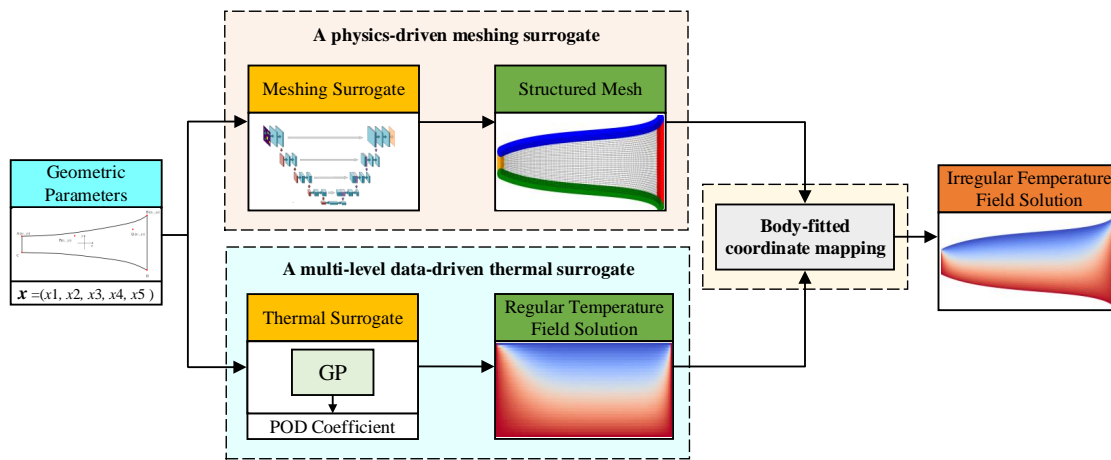 A physics-driven meshing surrogate
Meshing Surrogate
Structured Mesh
Geometric
Parameters
x =(x1, x2, x3, x4, x5 )
Body-fitted
coordinate mapping
Irregular Femperature
Field Solution
A multi-level data-driven thermal surrogate
Thermal Surrogate
GP
POD Coefficient
Regular Temperature
Field Solution